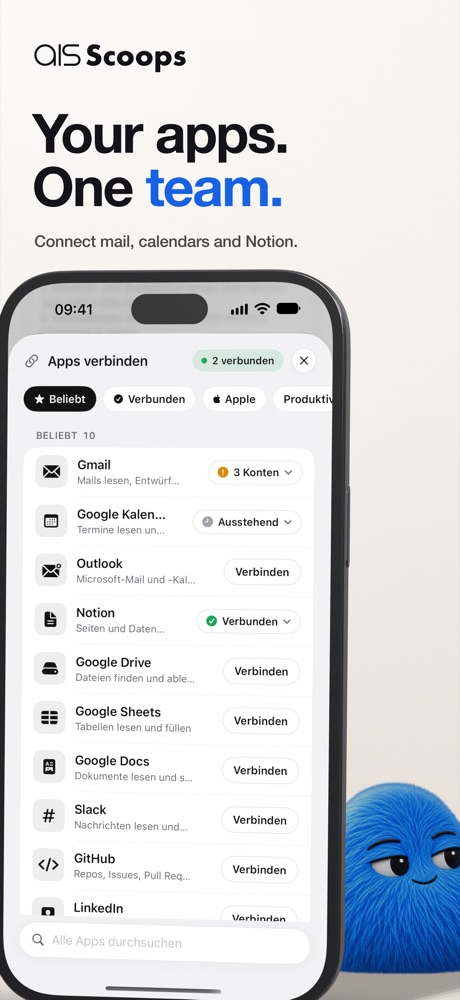 ais Scoops
Your apps.
One team.
Connect mail, calendars and Notion.
09:41
Apps verbinden
2 verbunden
Beliebt
Verbunden
Apple
Produktiv
BELIEBT 10
Gmail
Mails lesen, Entwürf...
3 Konten
Google Kalen...
Termine lesen un...
Ausstehend
Outlook
Microsoft-Mail und -Kal...
Verbinden
Notion
Seiten und Daten...
Verbunden
Google Drive
Dateien finden und able...
Verbinden
Google Sheets
Tabellen lesen und füllen
Verbinden
Google Docs
Dokumente lesen und s...
Verbinden
Slack
Nachrichten lesen und...
Verbinden
GitHub
Repos, Issues, Pull Req...
Verbinden
LinkedIn
Verbinden
Alle Apps durchsuchen